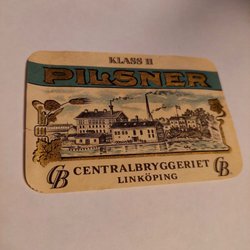 KLASS II
PILSNER
CB CENTRALBRYGGERIET CB
LINKÖPING